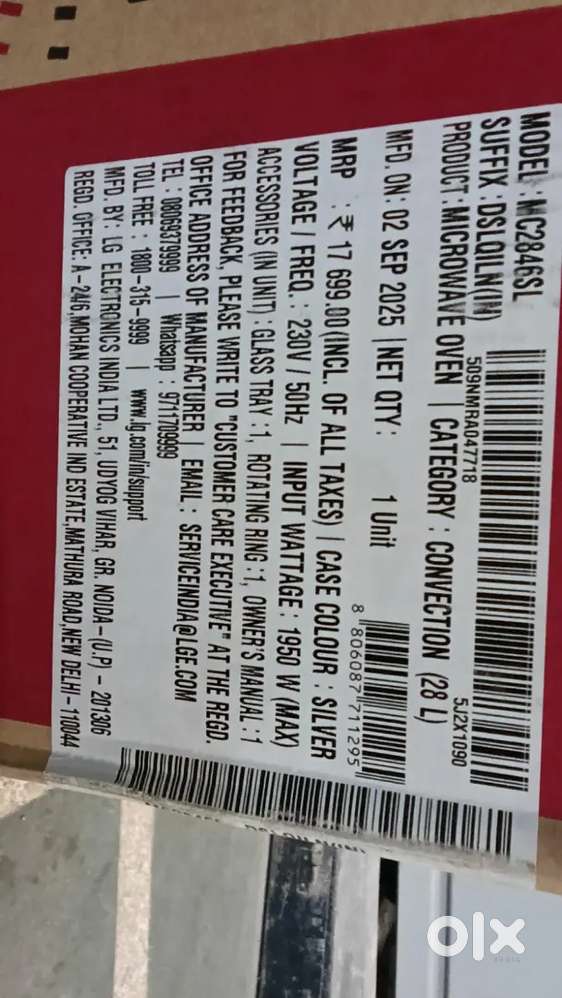 MODEL : MC2846SL
SUFFIX :DSLQILN(IN)
509NMRA047718
5J2X1090
PRODUCT:MICROWAVE OVEN | CATEGORY : CONVECTION (28 L)
MFD. ON: 02 SEP 2025 |NET QTY : 1 Unit
8 806087 711295
MRP : ₹ 17 699.00(INCL. OF ALL TAXES) | CASE COLOUR : SILVER
VOLTAGE / FREQ. : 230V / 50Hz | INPUT WATTAGE : 1950 W (MAX)
ACCESSORIES (IN UNIT) : GLASS TRAY :1, ROTATING RING :1, OWNER'S MANUAL :1
FOR FEEDBACK, PLEASE WRITE TO "CUSTOMER CARE EXECUTIVE" AT THE REGD.
OFFICE ADDRESS OF MANUFACTURER | EMAIL : SERVICEINDIA@LGE.COM
TEL : 08069379999 | Whatsapp : 9711709999
TOLL FREE : 1800-315-9999 | www.lg.com/in/support
MFD. BY: LG ELECTRONICS INDIA LTD., 51, UDYOG VIHAR, GR. NOIDA-(U.P) - 201306
REGD. OFFICE: A-24/6,MOHAN COOPERATIVE IND ESTATE,MATHURA ROAD,NEW DELHI-110044
olx